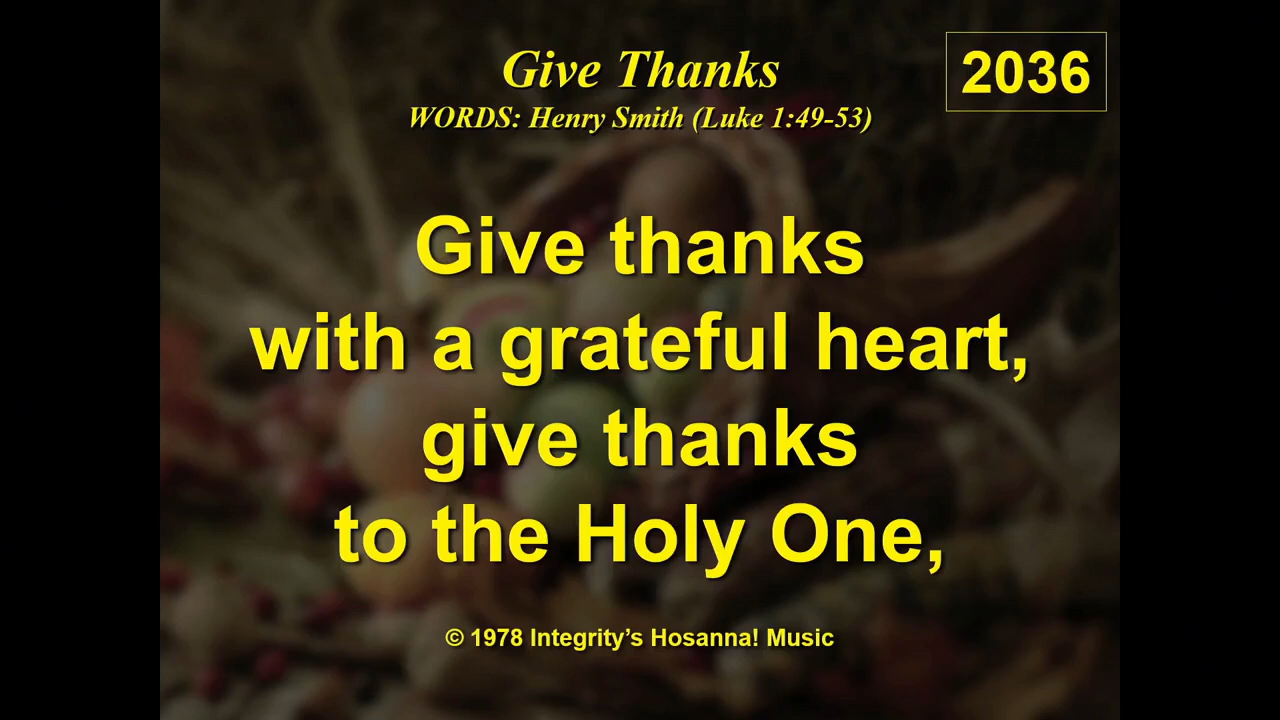 Give Thanks
2036
WORDS: Henry Smith (Luke 1:49-53)
Give thanks
with a grateful heart,
give thanks
to the Holy One,
© 1978 Integrity’s Hosanna! Music